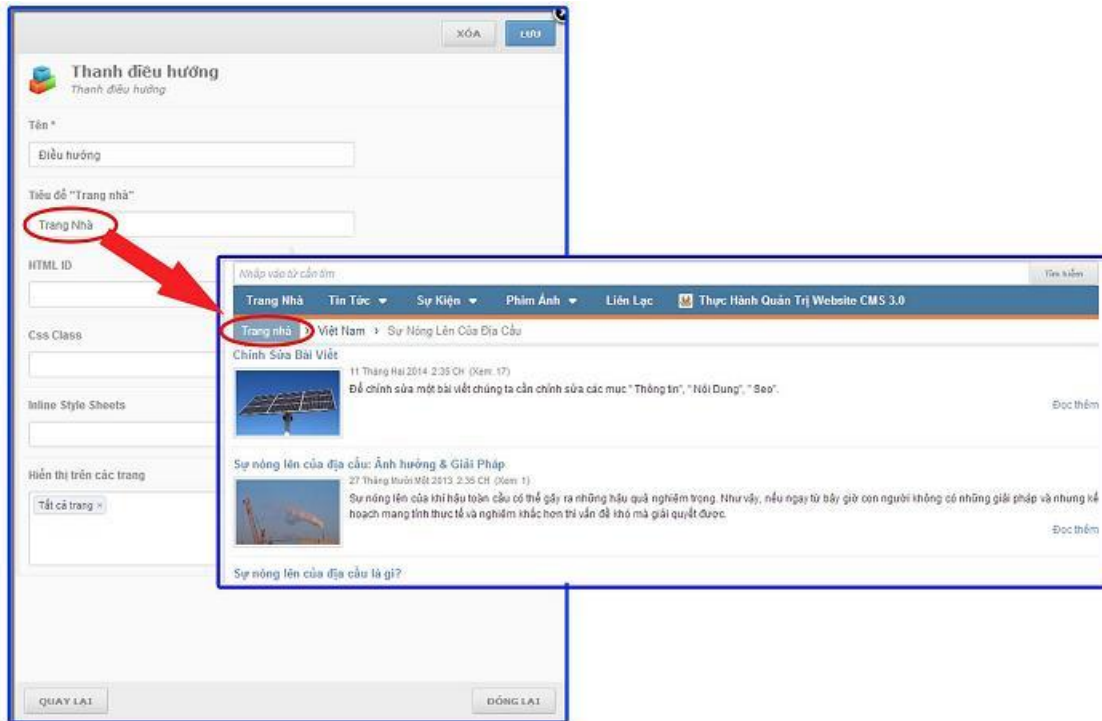 XÓA LƯU
Thanh điều hướng
Thanh điều hướng
Tên *
Điều hướng
Tiêu đề "Trang nhà"
Trang Nhà
HTML ID
Css Class
Inline Style Sheets
Hiển thị trên các trang
Tất cả trang ×
QUAY LẠI ĐÓNG LẠI
Nhập vào từ cần tìm Tìm kiếm
Trang Nhà Tin Tức Sự Kiện Phim Ảnh Liên Lạc Thực Hành Quản Trị Website CMS 3.0
Trang nhà › Việt Nam › Sự Nóng Lên Của Địa Cầu
Chỉnh Sửa Bài Viết
11 Tháng Hai 2014 2:35 CH (Xem: 17)
Để chỉnh sửa một bài viết chúng ta cần chỉnh sửa các mục " Thông tin", " Nội Dung", " Seo".
Đọc thêm
Sự nóng lên của địa cầu: Ảnh hưởng & Giải Pháp
27 Tháng Mười Một 2013 2:35 CH (Xem: 1)
Sự nóng lên của khí hậu toàn cầu có thể gây ra những hậu quả nghiêm trọng. Như vậy, nếu ngay từ bây giờ con người không có những giải pháp và nhưng kế
hoạch mang tính thực tế và nghiêm khắc hơn thì vấn đề khó mà giải quyết được.
Đọc thêm
Sự nóng lên của địa cầu là gì?